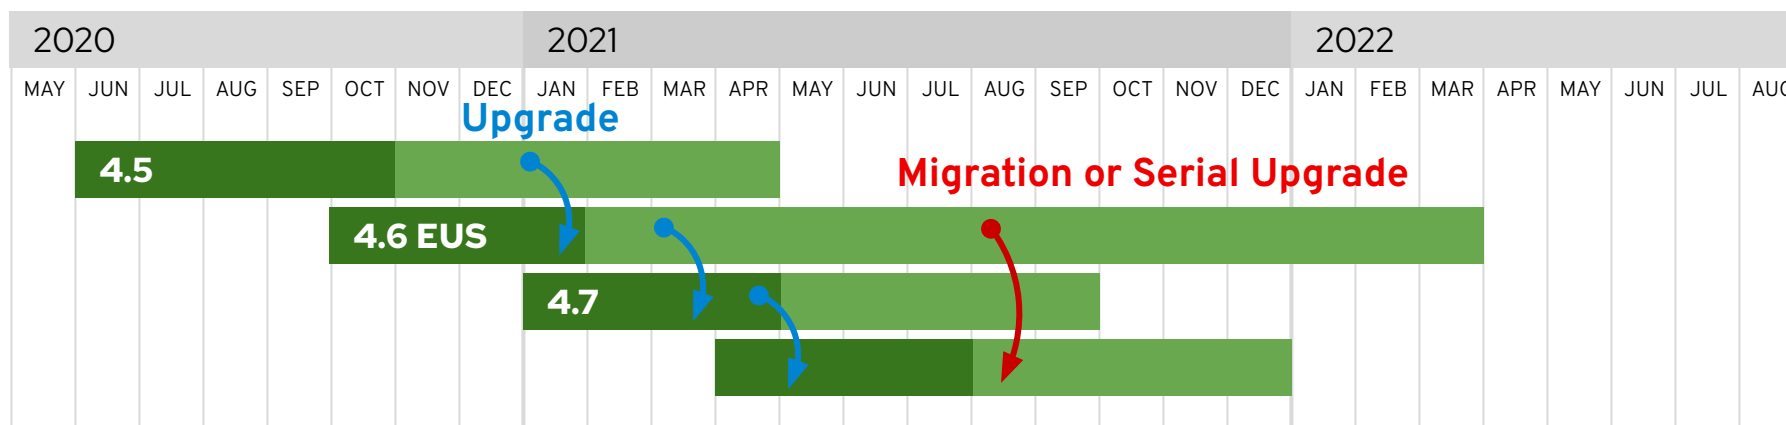 2020 2021 2022
MAY JUN JUL AUG SEP OCT NOV DEC JAN FEB MAR APR MAY JUN JUL AUG SEP OCT NOV DEC JAN FEB MAR APR MAY JUN JUL AUG
Upgrade
4.5
Migration or Serial Upgrade
4.6 EUS
4.7